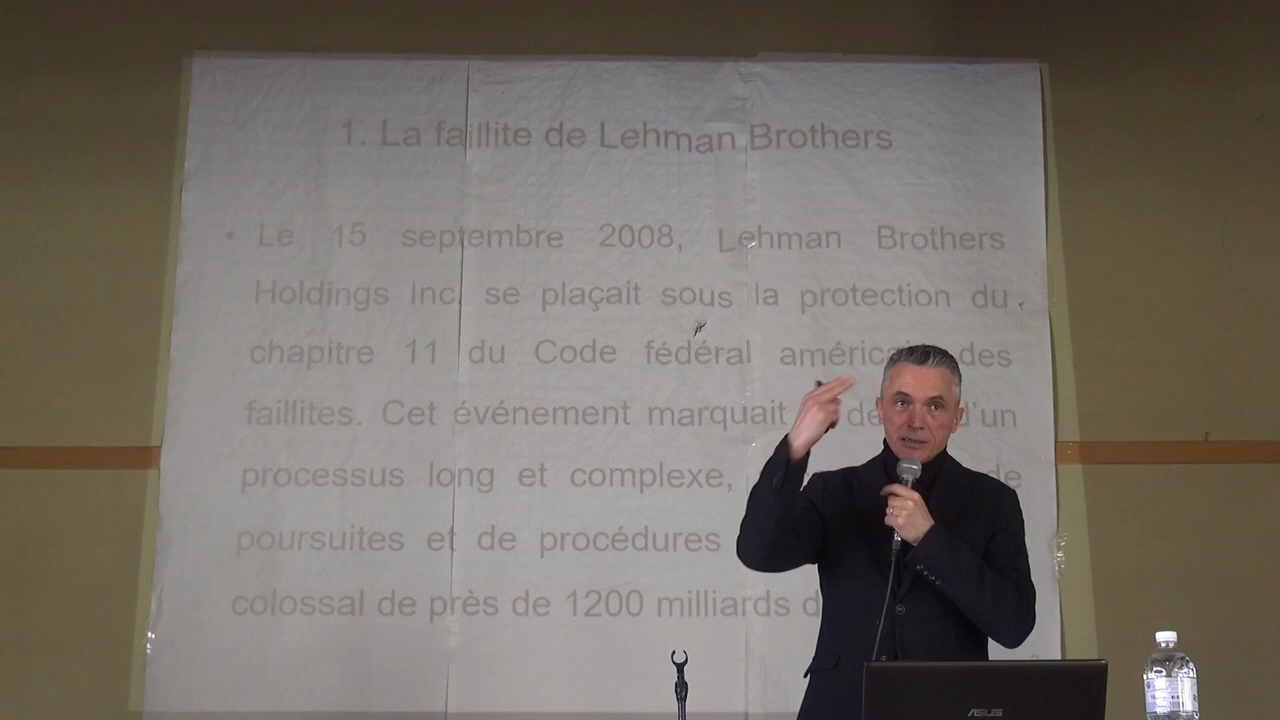 1. La faillite de Lehman Brothers
• Le 15 septembre 2008, Lehman Brothers
Holdings Inc. se plaçait sous la protection du
chapitre 11 du Code fédéral américain des
faillites. Cet événement marquait d'un
processus long et complexe, de
poursuites et de procédures
colossal de près de 1200 milliards
ASUS